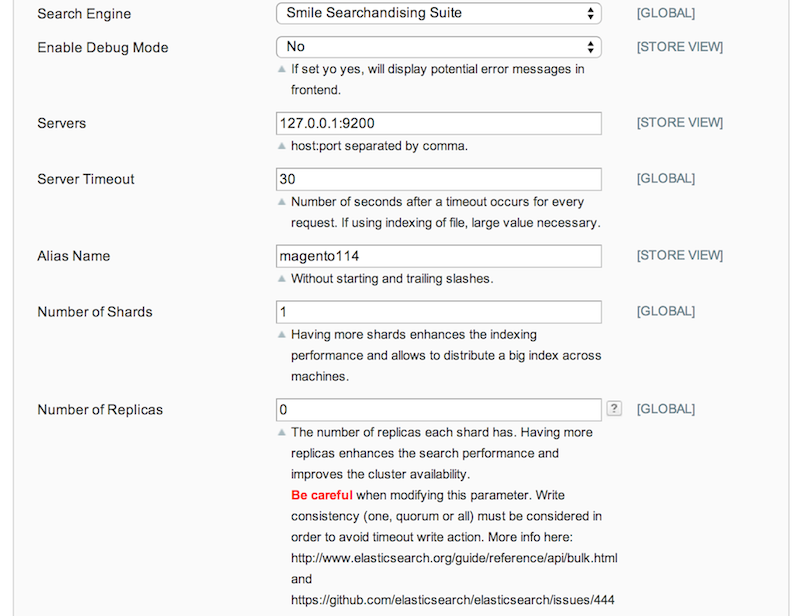 Search Engine Smile Searchandising Suite [GLOBAL]
Enable Debug Mode No [STORE VIEW]
If set yo yes, will display potential error messages in
frontend.
Servers 127.0.0.1:9200 [STORE VIEW]
host:port separated by comma.
Server Timeout 30 [GLOBAL]
Number of seconds after a timeout occurs for every
request. If using indexing of file, large value necessary.
Alias Name magento114 [STORE VIEW]
Without starting and trailing slashes.
Number of Shards 1 [GLOBAL]
Having more shards enhances the indexing
performance and allows to distribute a big index across
machines.
Number of Replicas 0 ? [GLOBAL]
The number of replicas each shard has. Having more
replicas enhances the search performance and
improves the cluster availability.
Be careful when modifying this parameter. Write
consistency (one, quorum or all) must be considered in
order to avoid timeout write action. More info here:
http://www.elasticsearch.org/guide/reference/api/bulk.html
and
https://github.com/elasticsearch/elasticsearch/issues/444